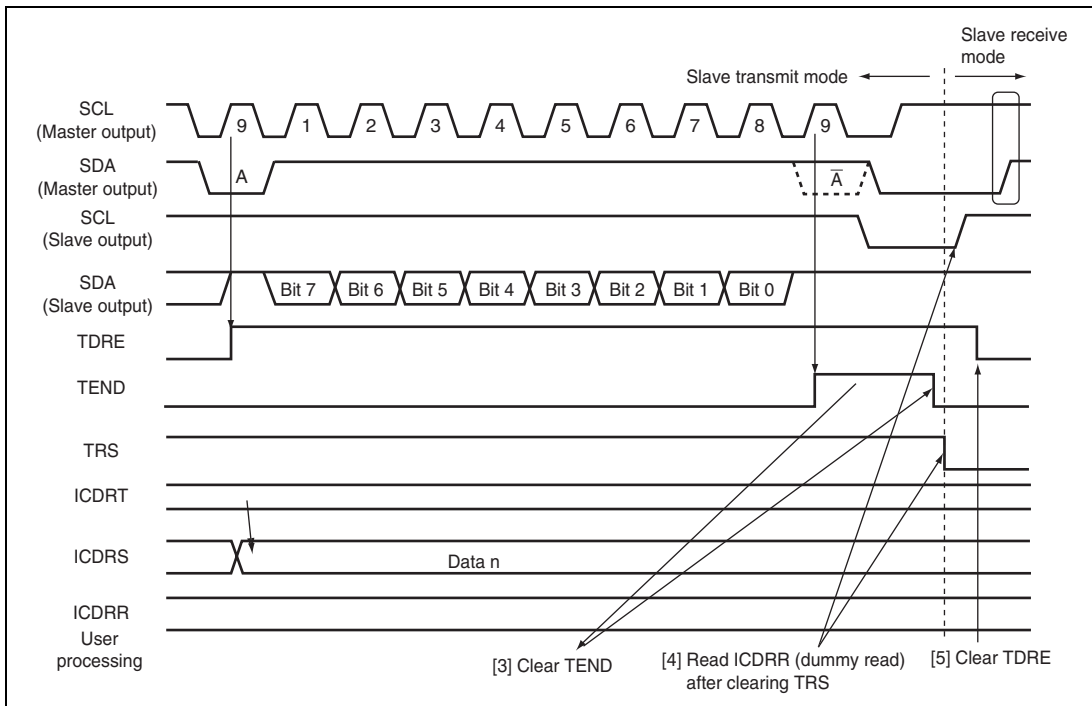 Slave receive
mode
Slave transmit mode
SCL
(Master output)
9 1 2 3 4 5 6 7 8 9
SDA
(Master output)
A A̅
SCL
(Slave output)
SDA
(Slave output)
Bit 7 Bit 6 Bit 5 Bit 4 Bit 3 Bit 2 Bit 1 Bit 0
TDRE
TEND
TRS
ICDRT
ICDRS
Data n
ICDRR
User
processing
[3] Clear TEND
[4] Read ICDRR (dummy read)
after clearing TRS
[5] Clear TDRE